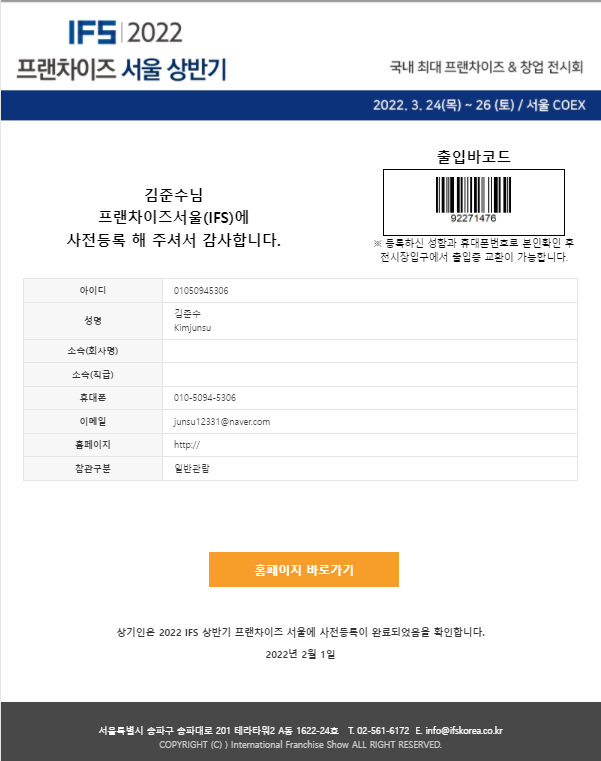 IFS 2022
프랜차이즈 서울 상반기
국내 최대 프랜차이즈 & 창업 전시회
2022. 3. 24(목) ~ 26 (토) / 서울 COEX
출입바코드
92271476
※ 등록하신 성함과 휴대폰번호로 본인확인 후
전시장입구에서 출입증 교환이 가능합니다.
김준수님
프랜차이즈서울(IFS)에
사전등록 해 주셔서 감사합니다.
아이디 01050945306
성명 김준수
Kimjunsu
소속(회사명)
소속(직급)
휴대폰 010-5094-5306
이메일 junsu12331@naver.com
홈페이지 http://
참관구분 일반관람
홈페이지 바로가기
상기인은 2022 IFS 상반기 프랜차이즈 서울에 사전등록이 완료되었음을 확인합니다.
2022년 2월 1일
서울특별시 송파구 송파대로 201 테라타워2 A동 1622-24호 T. 02-561-6172 E. info@ifskorea.co.kr
COPYRIGHT (C) ) International Franchise Show ALL RIGHT RESERVED.